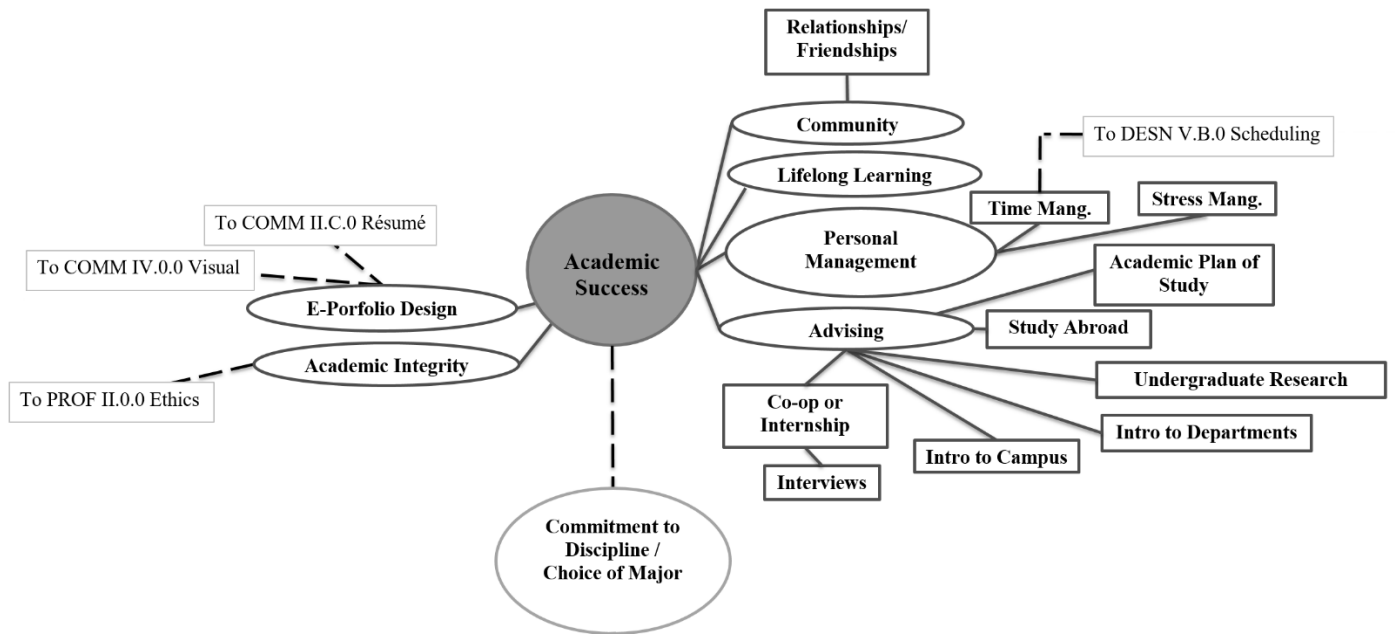 Relationships/
Friendships
Community
To DESN V.B.0 Scheduling
Lifelong Learning
Time Mang.
Stress Mang.
To COMM II.C.0 Résumé
Personal
Management
To COMM IV.0.0 Visual
Academic
Success
Academic Plan of
Study
E-Porfolio Design
Advising
Study Abroad
Academic Integrity
Undergraduate Research
To PROF II.0.0 Ethics
Co-op or
Internship
Intro to Departments
Intro to Campus
Interviews
Commitment to
Discipline /
Choice of Major